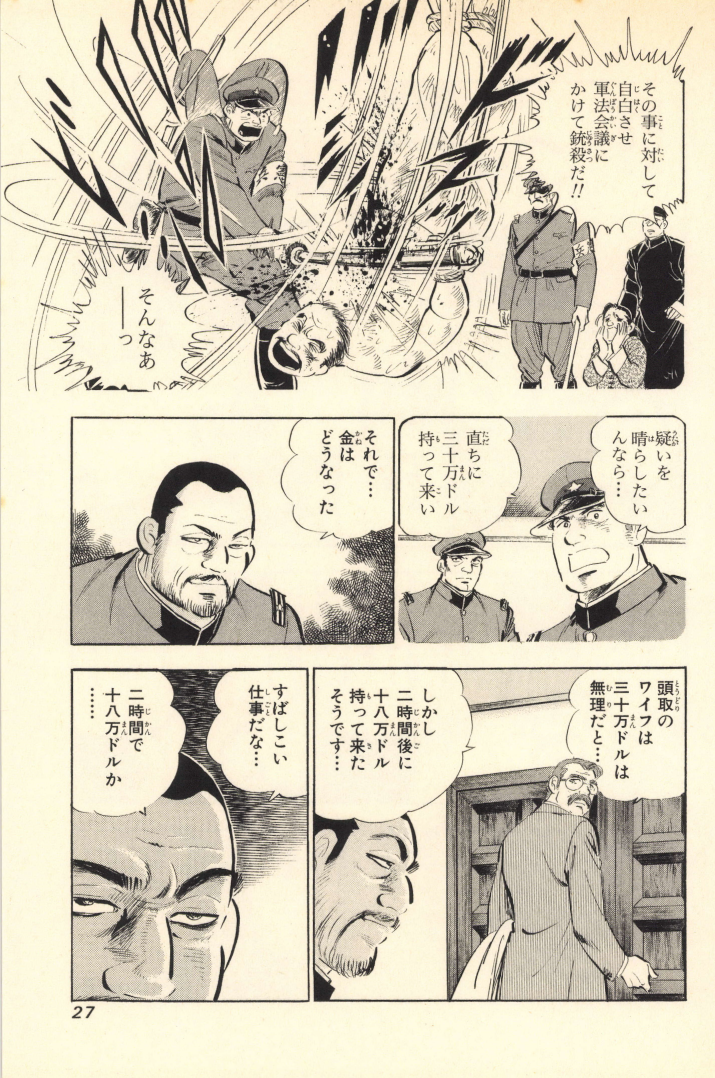 その事に対して
自白させ
軍法会議に
かけて銃殺だ!!
そんなあ
――っ
疑いを
晴らしたい
んなら…
直ちに
三十万ドル
持って来い
それで…
金は
どうなった
頭取の
ワイフは
三十万ドルは
無理だと…
しかし
二時間後に
十八万ドル
持って来た
そうです…
すばしこい
仕事だな…
二時間で
十八万ドルか
……
27